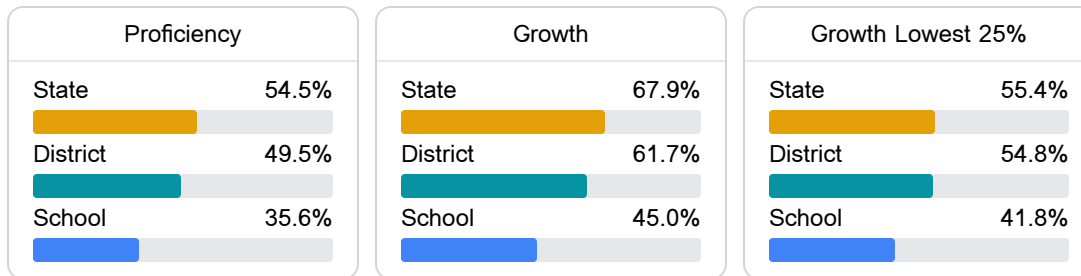 Proficiency
State 54.5%
District 49.5%
School 35.6%
Growth
State 67.9%
District 61.7%
School 45.0%
Growth Lowest 25%
State 55.4%
District 54.8%
School 41.8%